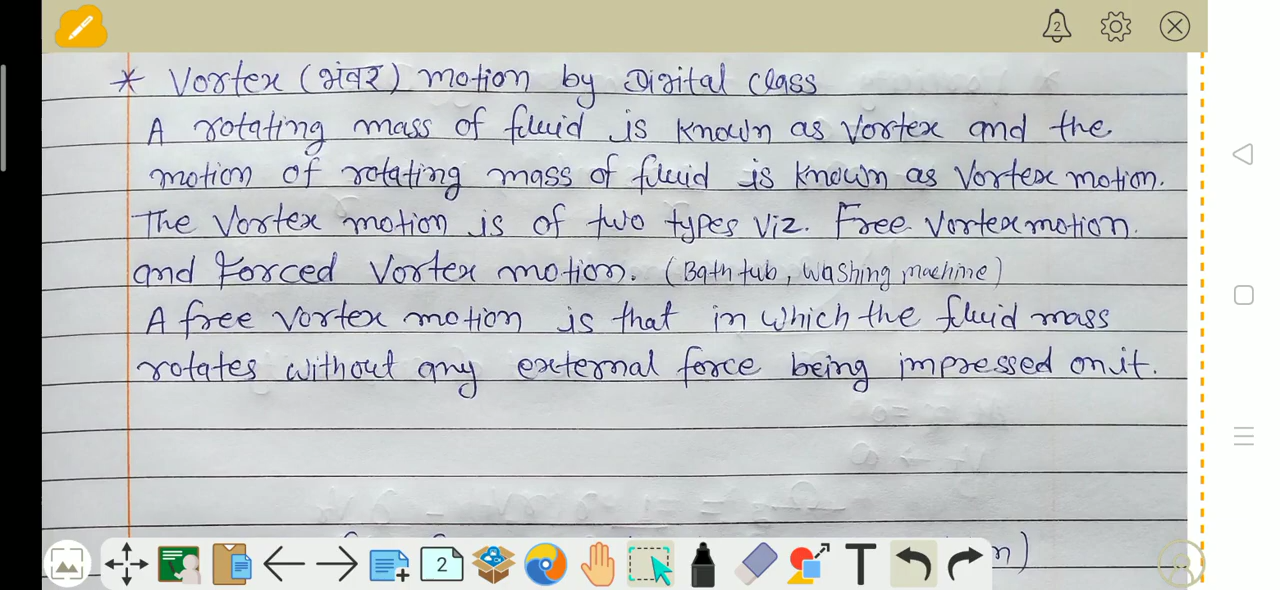 * Vortex (भंवर) motion by Digital class
A rotating mass of fluid is known as Vortex and the
motion of rotating mass of fluid is known as Vortex motion.
The Vortex motion is of two types Viz. Free Vortex motion.
and Forced Vortex motion. (Bath tub, Washing machine)
A free Vortex motion is that in which the fluid mass
rotates without any external force being impressed on it.
2
2
T